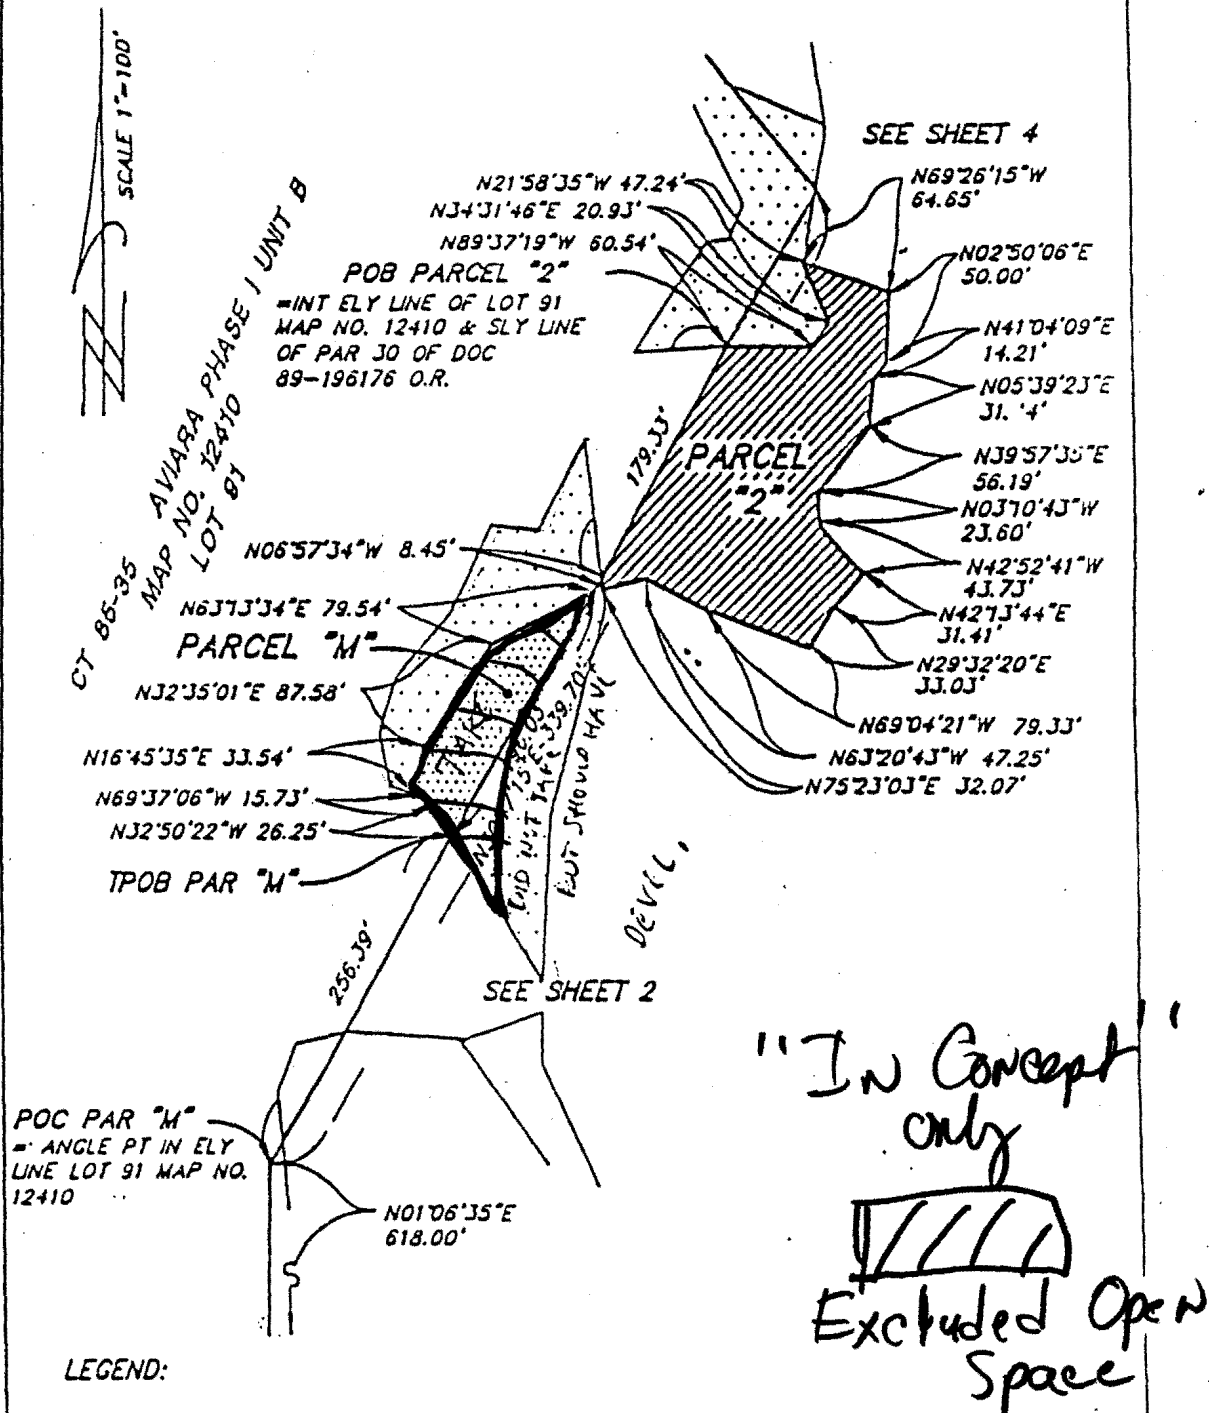 SCALE 1"=100'
SEE SHEET 4
N69°26'15"W
64.65'
N21°58'35"W 47.24'
N34°31'46"E 20.93'
N89°37'19"W 60.54'
POB PARCEL "2"
=INT ELY LINE OF LOT 91
MAP NO. 12410 & SLY LINE
OF PAR 30 OF DOC
89-196176 O.R.
N02°50'06"E
50.00'
N41°04'09"E
14.21'
N05°39'23"E
N39°57'35"E
56.19'
N03°10'43"W
23.60'
N42°52'41"W
43.73'
N42°13'44"E
31.41'
N29°32'20"E
33.03'
N69°04'21"W 79.33'
N63°20'43"W 47.25'
N75°23'03"E 32.07'
CT 85-35
AVIARA PHASE I UNIT B
MAP NO. 12410
LOT 91
179.33'
PARCEL
"2"
N06°57'34"W 8.45'
N63°13'34"E 79.54'
PARCEL "M"
N32°35'01"E 87.58'
N16°45'35"E 33.54'
N69°37'06"W 15.73'
N32°50'22"W 26.25'
TPOB PAR "M"
TAKE
DID NOT TAKE
BUT SHOULD HAVE
DEVEL.
256.39'
SEE SHEET 2
POC PAR "M"
= ANGLE PT IN ELY
LINE LOT 91 MAP NO.
12410
N01°06'35"E
618.00'
"In Concept"
only
Excluded Open
Space
LEGEND: